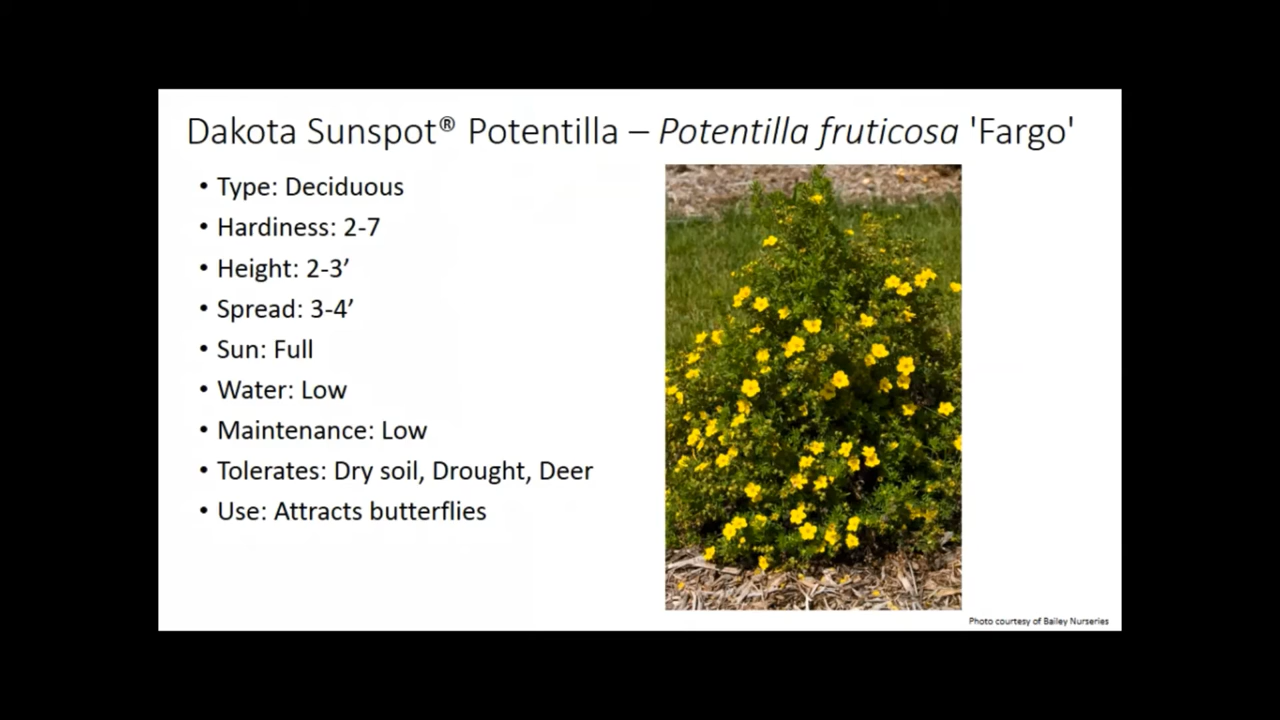 Dakota Sunspot® Potentilla – Potentilla fruticosa 'Fargo'
• Type: Deciduous
• Hardiness: 2-7
• Height: 2-3’
• Spread: 3-4’
• Sun: Full
• Water: Low
• Maintenance: Low
• Tolerates: Dry soil, Drought, Deer
• Use: Attracts butterflies
Photo courtesy of Bailey Nurseries